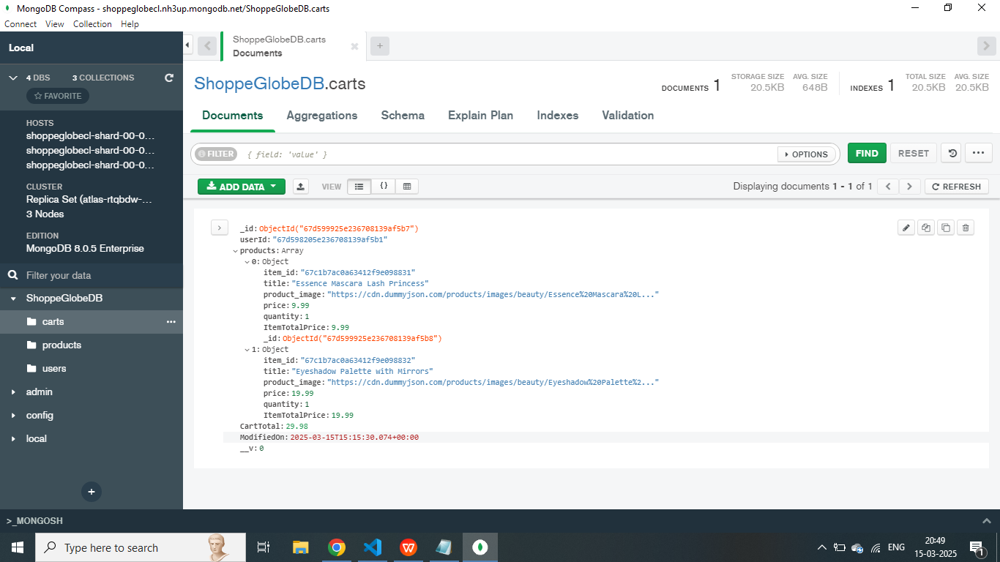 MongoDB Compass - shoppeglobecl.nh3up.mongodb.net/ShoppeGlobeDB.carts
Connect View Collection Help
Local
4 DBS 3 COLLECTIONS
FAVORITE
HOSTS
shoppeglobecl-shard-00-0...
shoppeglobecl-shard-00-0...
shoppeglobecl-shard-00-0...
CLUSTER
Replica Set (atlas-rtqbdw-...
3 Nodes
EDITION
MongoDB 8.0.5 Enterprise
Filter your data
ShoppeGlobeDB
carts
products
users
admin
config
local
ShoppeGlobeDB.carts
Documents
ShoppeGlobeDB.carts
DOCUMENTS 1
STORAGE SIZE
20.5KB
AVG. SIZE
648B
INDEXES 1
TOTAL SIZE
20.5KB
AVG. SIZE
20.5KB
Documents Aggregations Schema Explain Plan Indexes Validation
FILTER { field: 'value' } OPTIONS FIND RESET
ADD DATA VIEW Displaying documents 1 - 1 of 1 REFRESH
_id: ObjectId("67d599925e236708139af5b7")
userId: "67d598205e236708139af5b1"
products: Array
0: Object
item_id: "67c1b7ac0a63412f9e098831"
title: "Essence Mascara Lash Princess"
product_image: "https://cdn.dummyjson.com/products/images/beauty/Essence%20Mascara%20L..."
price: 9.99
quantity: 1
ItemTotalPrice: 9.99
_id: ObjectId("67d599925e236708139af5b8")
1: Object
item_id: "67c1b7ac0a63412f9e098832"
title: "Eyeshadow Palette with Mirrors"
product_image: "https://cdn.dummyjson.com/products/images/beauty/Eyeshadow%20Palette%2..."
price: 19.99
quantity: 1
ItemTotalPrice: 19.99
CartTotal: 29.98
ModifiedOn: 2025-03-15T15:15:30.074+00:00
__v: 0
>_MONGOSH
Type here to search
ENG
20:49
15-03-2025
1